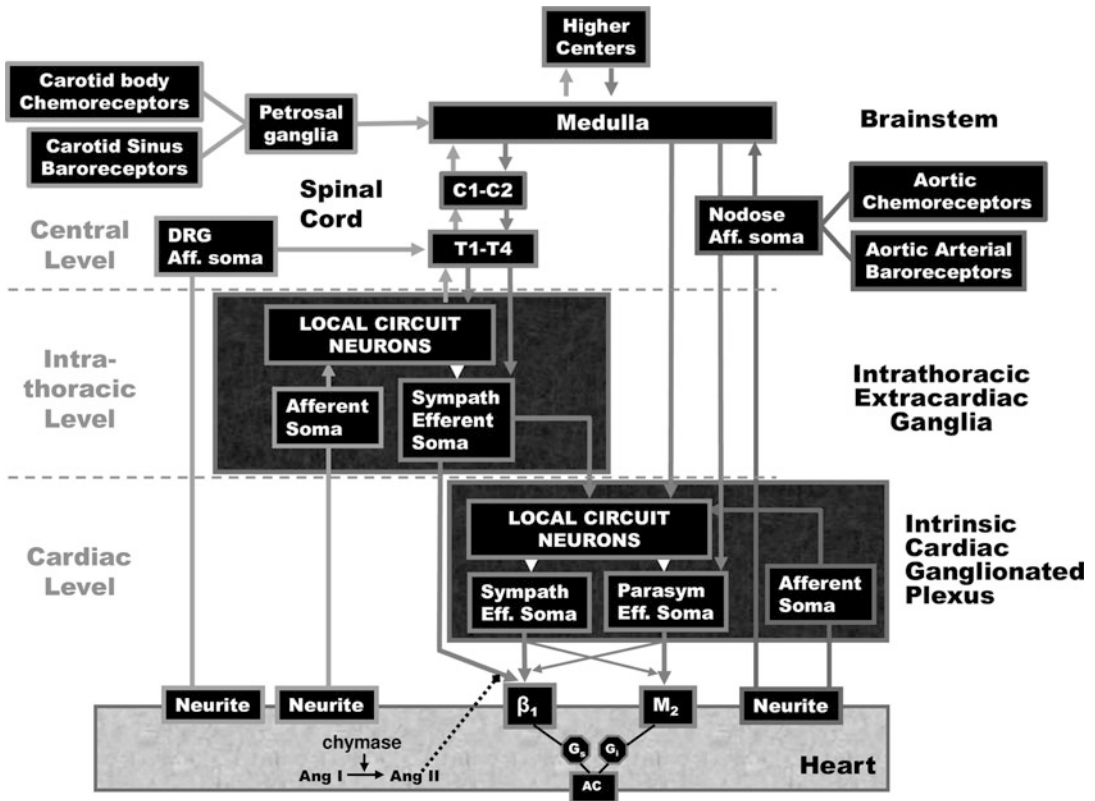 Higher
Centers
Carotid body
Chemoreceptors
Petrosal
ganglia
Medulla
Brainstem
Carotid Sinus
Baroreceptors
Spinal
Cord
C1-C2
Aortic
Chemoreceptors
Nodose
Aff. soma
Central
Level
DRG
Aff. soma
T1-T4
Aortic Arterial
Baroreceptors
LOCAL CIRCUIT
NEURONS
Intra-
thoracic
Level
Afferent
Soma
Sympath
Efferent
Soma
Intrathoracic
Extracardiac
Ganglia
LOCAL CIRCUIT
NEURONS
Cardiac
Level
Sympath
Eff. Soma
Parasym
Eff. Soma
Afferent
Soma
Intrinsic
Cardiac
Ganglionated
Plexus
Neurite
Neurite
β₁
M₂
Neurite
chymase
Ang I
Ang II
Gₛ
Gᵢ
AC
Heart